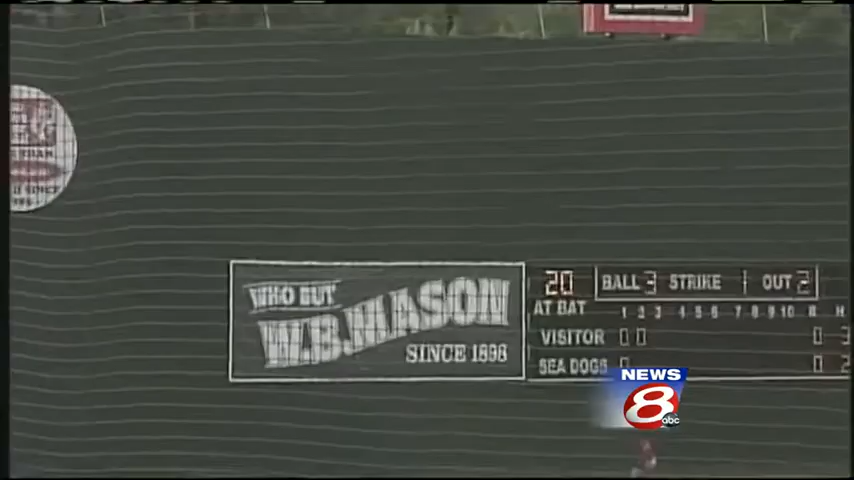 WHO BUT
W.B.MASON
SINCE 1898
20 BALL 3 STRIKE 1 OUT 2
AT BAT 1 2 3 4 5 6 7 8 9 10 R H
VISITOR 0 0 0 3
SEA DOGS 0 0 2
NEWS
8
abc